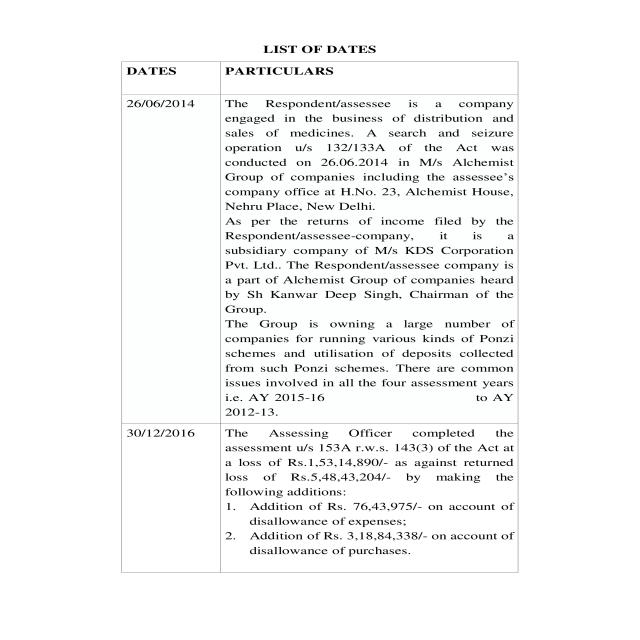 LIST OF DATES
DATES PARTICULARS
26/06/2014 The Respondent/assessee is a company
engaged in the business of distribution and
sales of medicines. A search and seizure
operation u/s 132/133A of the Act was
conducted on 26.06.2014 in M/s Alchemist
Group of companies including the assessee's
company office at H.No. 23, Alchemist House,
Nehru Place, New Delhi.
As per the returns of income filed by the
Respondent/assessee-company, it is a
subsidiary company of M/s KDS Corporation
Pvt. Ltd.. The Respondent/assessee company is
a part of Alchemist Group of companies heard
by Sh Kanwar Deep Singh, Chairman of the
Group.
The Group is owning a large number of
companies for running various kinds of Ponzi
schemes and utilisation of deposits collected
from such Ponzi schemes. There are common
issues involved in all the four assessment years
i.e. AY 2015-16 to AY
2012-13.
30/12/2016 The Assessing Officer completed the
assessment u/s 153A r.w.s. 143(3) of the Act at
a loss of Rs.1,53,14,890/- as against returned
loss of Rs.5,48,43,204/- by making the
following additions:
1. Addition of Rs. 76,43,975/- on account of
disallowance of expenses;
2. Addition of Rs. 3,18,84,338/- on account of
disallowance of purchases.